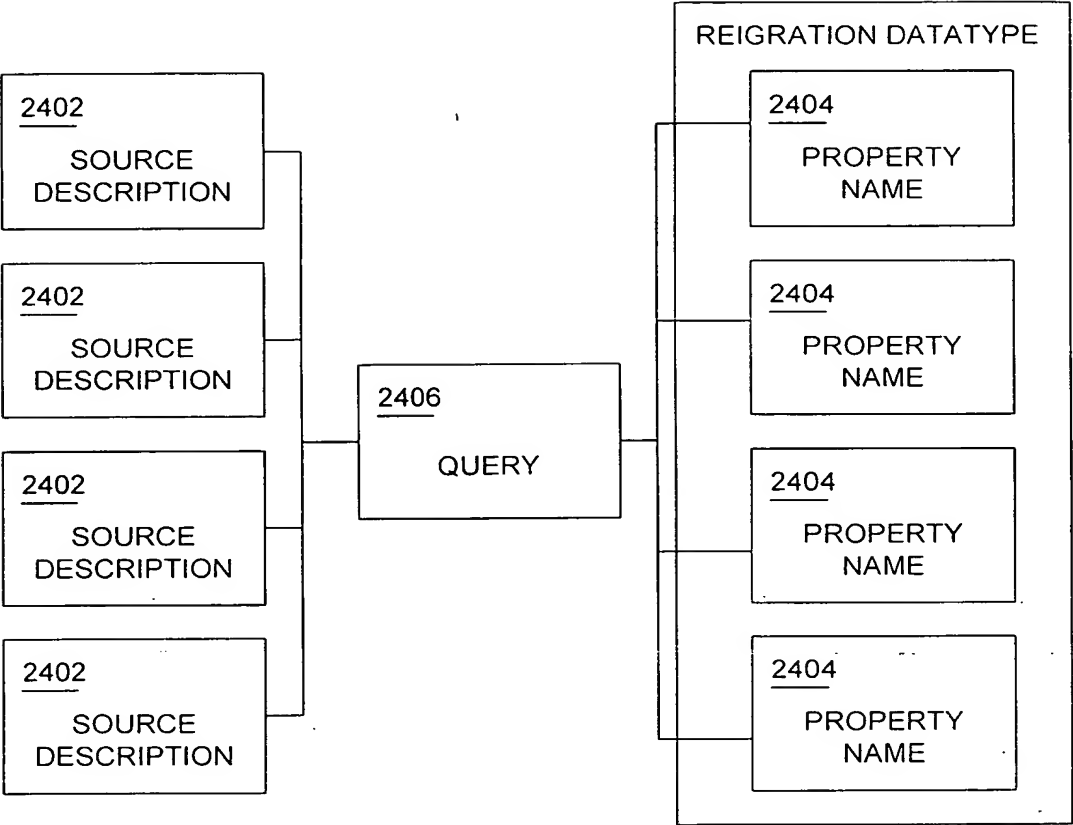 2402
SOURCE
DESCRIPTION
2402
SOURCE
DESCRIPTION
2402
SOURCE
DESCRIPTION
2402
SOURCE
DESCRIPTION
2406
QUERY
REIGRATION DATATYPE
2404
PROPERTY
NAME
2404
PROPERTY
NAME
2404
PROPERTY
NAME
2404
PROPERTY
NAME